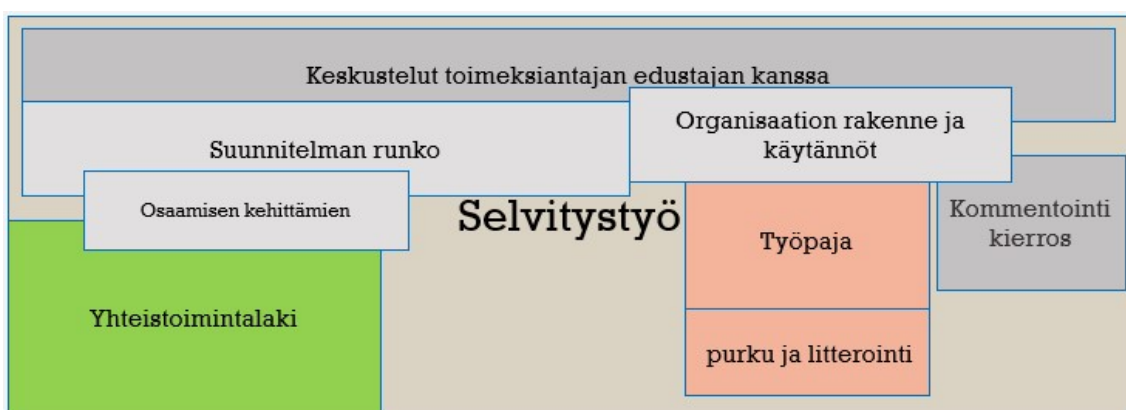 Keskustelut toimeksiantajan edustajan kanssa
Organisaation rakenne ja
käytännöt
Suunnitelman runko
Osaamisen kehittämien
Selvitystyö
Työpaja
Kommentointi
kierros
Yhteistoimintalaki
purku ja litterointi